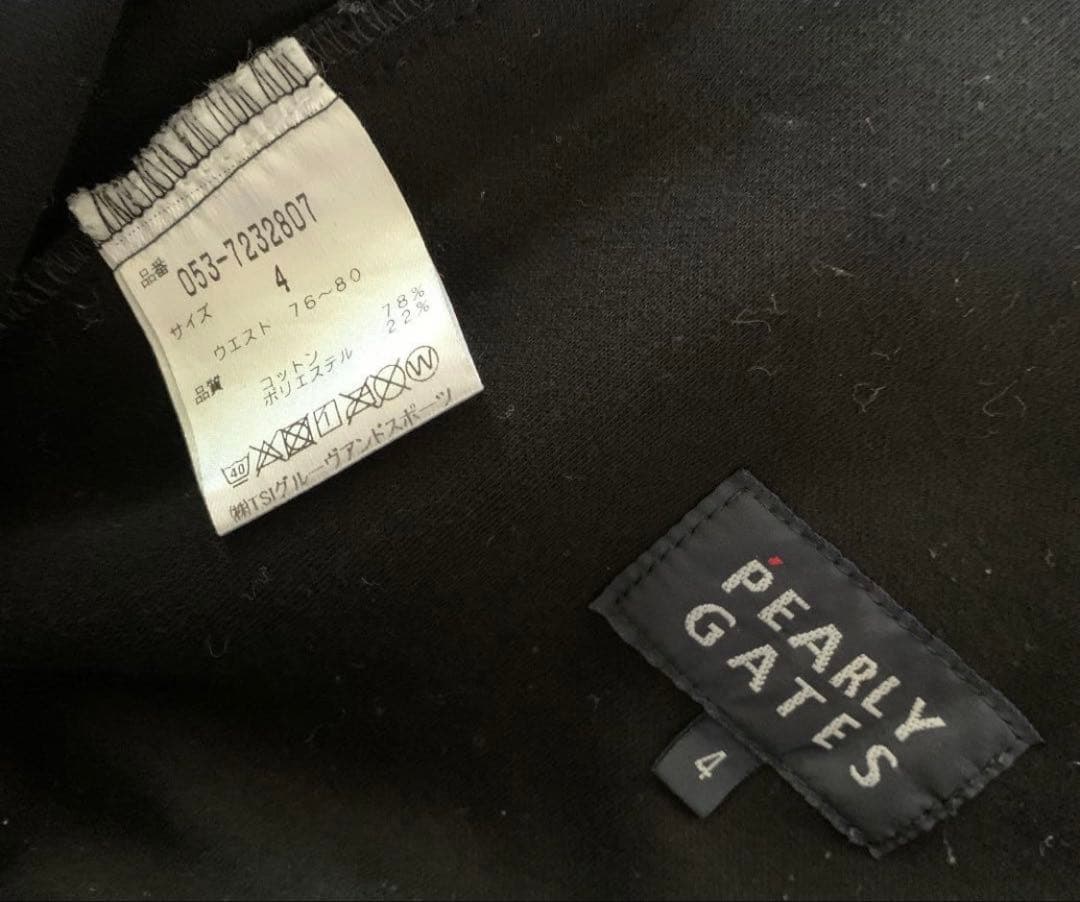 品番 053-7232807
サイズ 4
ウエスト 76～80
品質 コットン 78%
ポリエステル 22%
40 W
㈱TSIグルーヴアンドスポーツ
PEARLY
GATES
4